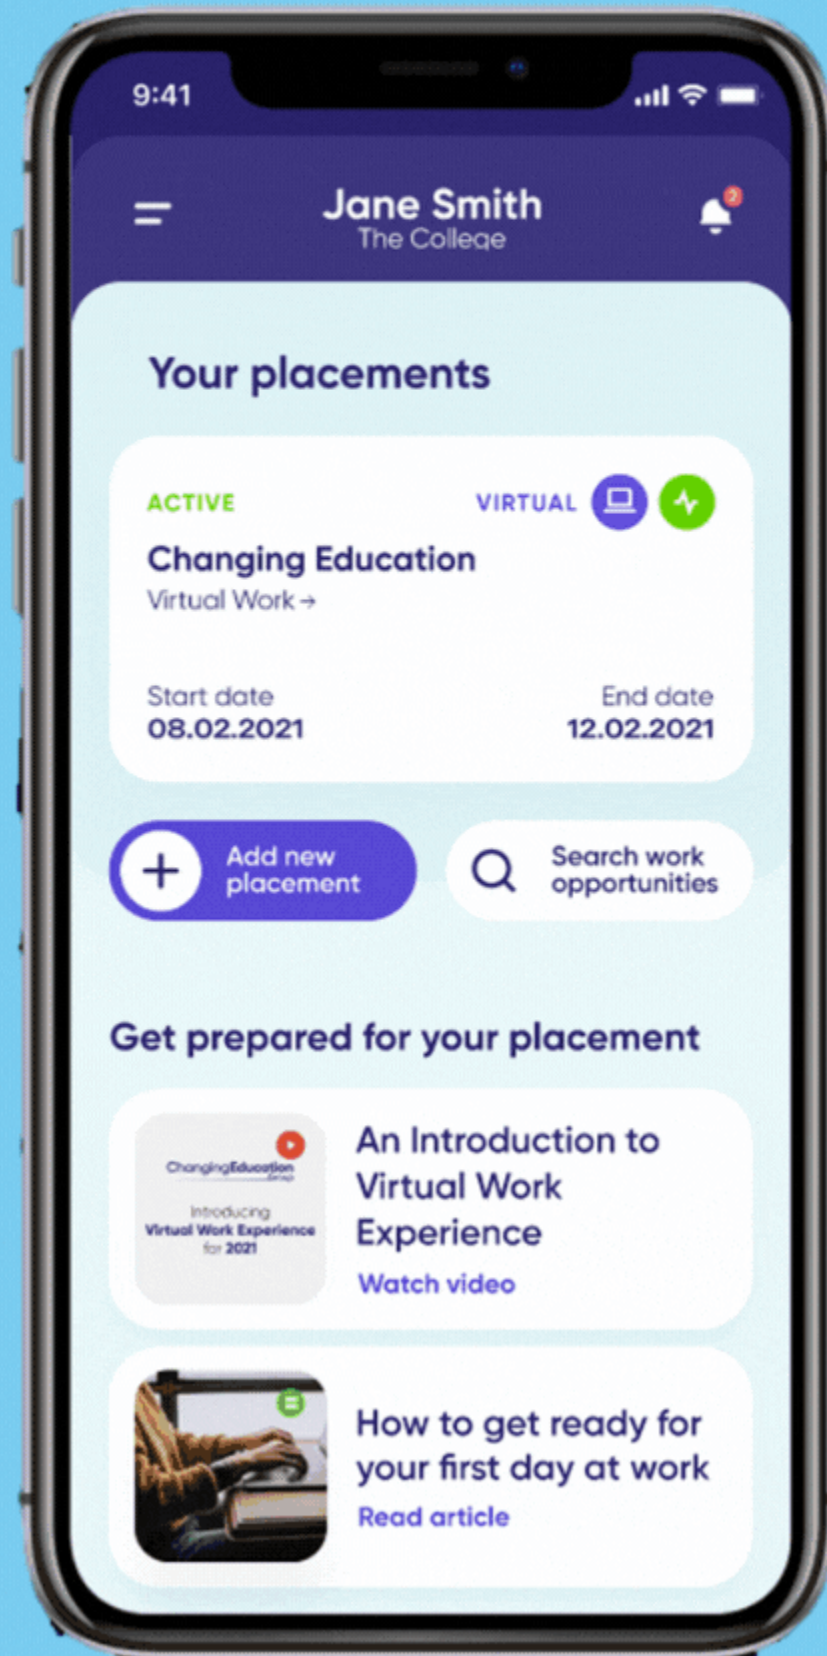 9:41
Jane Smith
2
The College
Your placements
ACTIVE
VIRTUAL
Changing Education
Virtual Work →
Start date
End date
08.02.2021
12.02.2021
Add new
placement
Search work
opportunities
Get prepared for your placement
ChangingEducation
Group
Introducing
Virtual Work Experience
for 2021
An Introduction to
Virtual Work
Experience
Watch video
How to get ready for
your first day at work
Read article